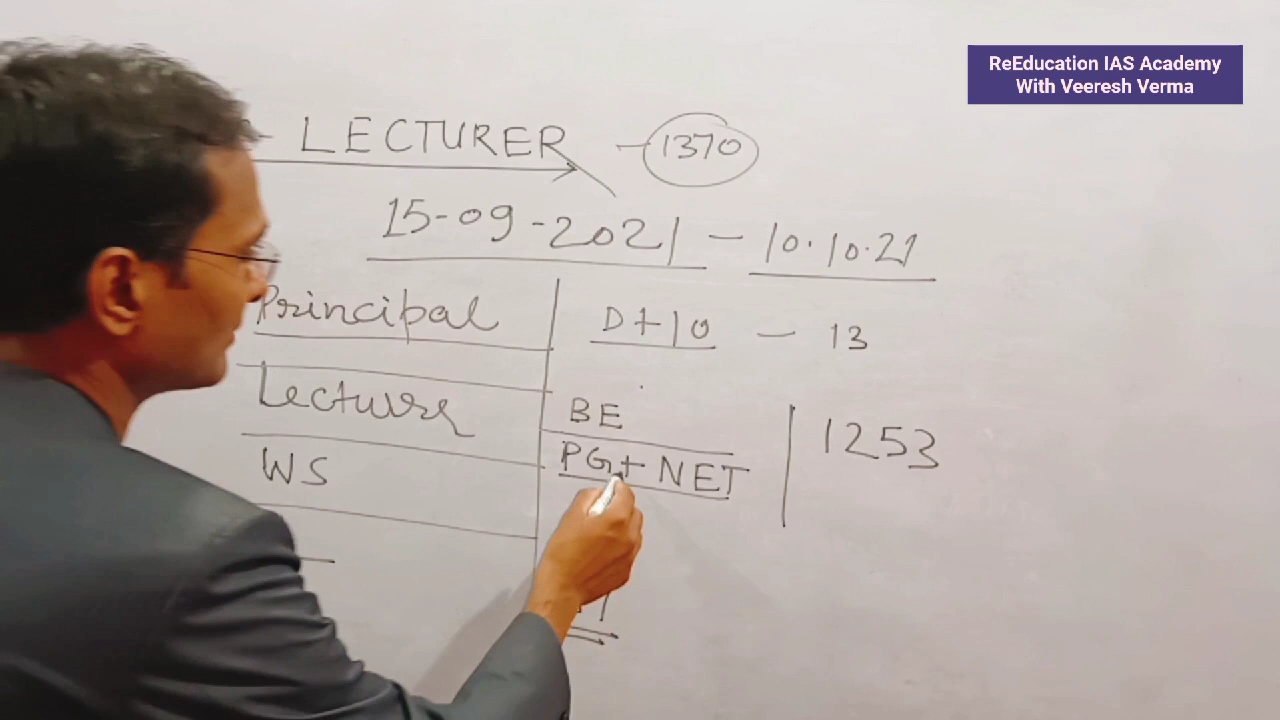 ReEducation IAS Academy
With Veeresh Verma
- LECTURER - 1370
15-09-2021 - 10.10.21
Principal D+10 - 13
Lecturer BE 1253
WS PG+ NET